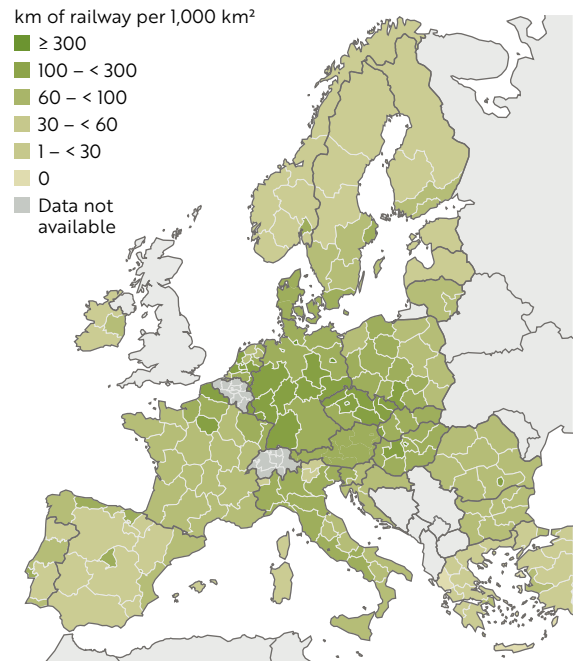 km of railway per 1,000 km²
≥ 300
100 – < 300
60 – < 100
30 – < 60
1 – < 30
0
Data not
available